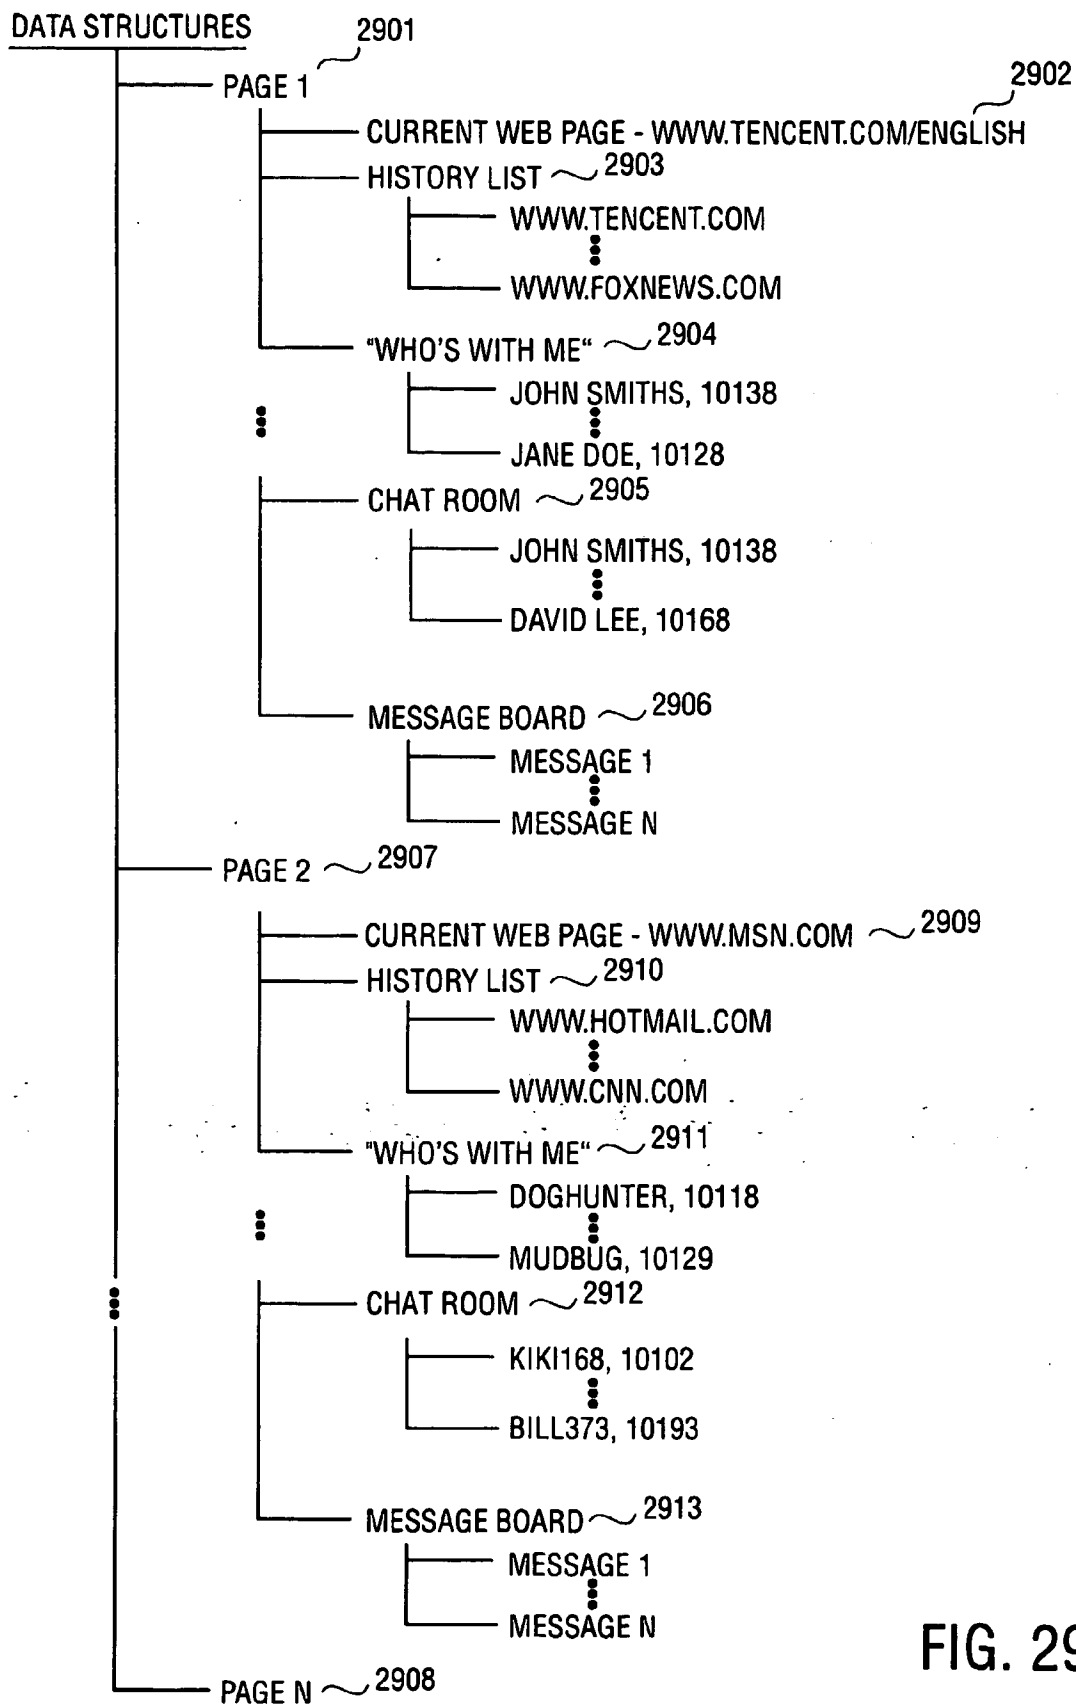 DATA STRUCTURES
2901
PAGE 1
2902
CURRENT WEB PAGE - WWW.TENCENT.COM/ENGLISH
HISTORY LIST 2903
WWW.TENCENT.COM
WWW.FOXNEWS.COM
"WHO'S WITH ME" 2904
JOHN SMITHS, 10138
JANE DOE, 10128
CHAT ROOM 2905
JOHN SMITHS, 10138
DAVID LEE, 10168
MESSAGE BOARD 2906
MESSAGE 1
MESSAGE N
PAGE 2 2907
CURRENT WEB PAGE - WWW.MSN.COM 2909
HISTORY LIST 2910
WWW.HOTMAIL.COM
WWW.CNN.COM
"WHO'S WITH ME" 2911
DOGHUNTER, 10118
MUDBUG, 10129
CHAT ROOM 2912
KIKI168, 10102
BILL373, 10193
MESSAGE BOARD 2913
MESSAGE 1
MESSAGE N
FIG. 29
PAGE N 2908